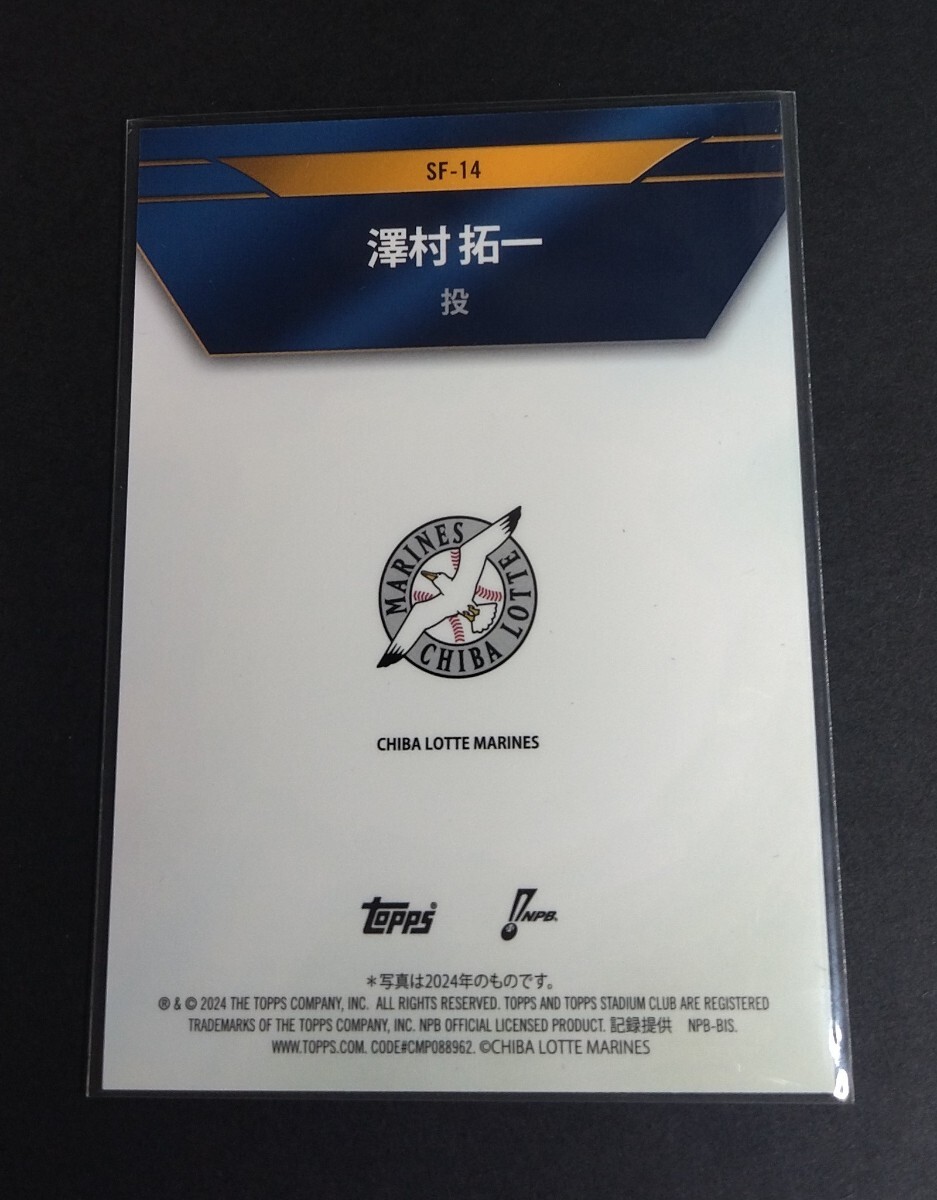 SF-14
澤村 拓一
投
MARINES
CHIBA LOTTE
CHIBA LOTTE MARINES
Topps®
NPB®
＊写真は2024年のものです。
® & © 2024 THE TOPPS COMPANY, INC. ALL RIGHTS RESERVED. TOPPS AND TOPPS STADIUM CLUB ARE REGISTERED
TRADEMARKS OF THE TOPPS COMPANY, INC. NPB OFFICIAL LICENSED PRODUCT. 記録提供　NPB-BIS.
WWW.TOPPS.COM. CODE#CMP088962. ©CHIBA LOTTE MARINES